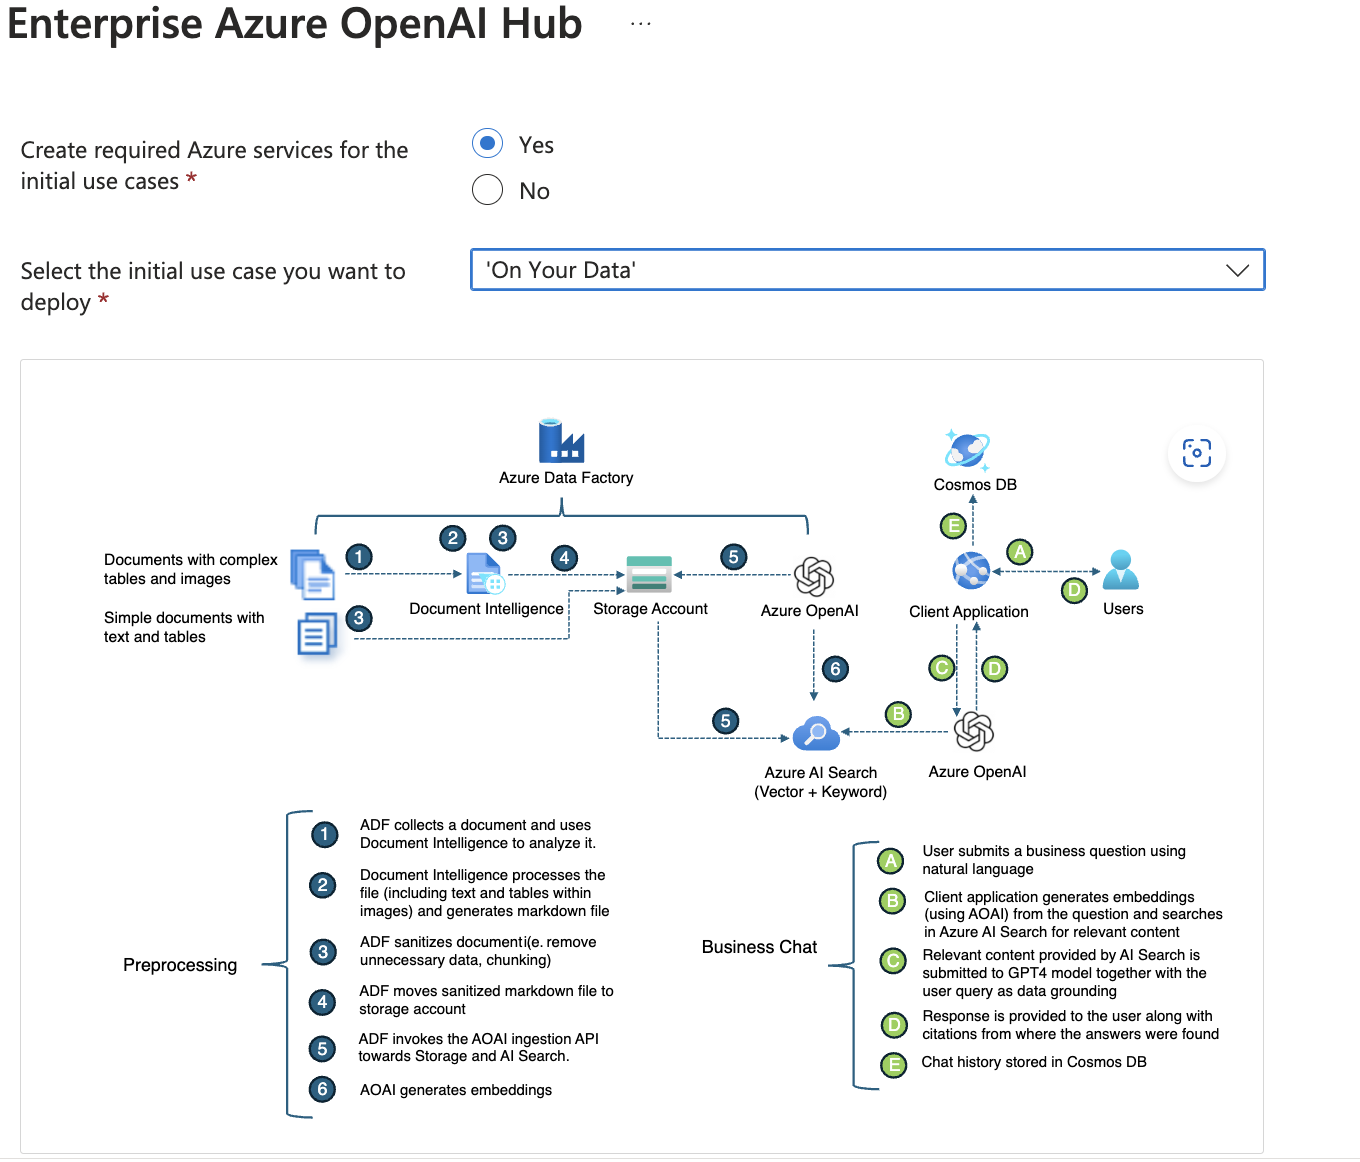 Enterprise Azure OpenAI Hub
...
Create required Azure services for the
initial use cases *
Yes
No
Select the initial use case you want to
deploy *
'On Your Data'
Azure Data Factory
Cosmos DB
E
A
D
Users
Client Application
Documents with complex
tables and images
1
2
3
4
5
Document Intelligence
Storage Account
Azure OpenAI
Simple documents with
text and tables
3
6
C
D
5
B
Azure AI Search
(Vector + Keyword)
Azure OpenAI
Preprocessing
1
ADF collects a document and uses
Document Intelligence to analyze it.
2
Document Intelligence processes the
file (including text and tables within
images) and generates markdown file
3
ADF sanitizes documenti(e. remove
unnecessary data, chunking)
4
ADF moves sanitized markdown file to
storage account
5
ADF invokes the AOAI ingestion API
towards Storage and AI Search.
6
AOAI generates embeddings
Business Chat
A
User submits a business question using
natural language
B
Client application generates embeddings
(using AOAI) from the question and searches
in Azure AI Search for relevant content
C
Relevant content provided by AI Search is
submitted to GPT4 model together with the
user query as data grounding
D
Response is provided to the user along with
citations from where the answers were found
E
Chat history stored in Cosmos DB